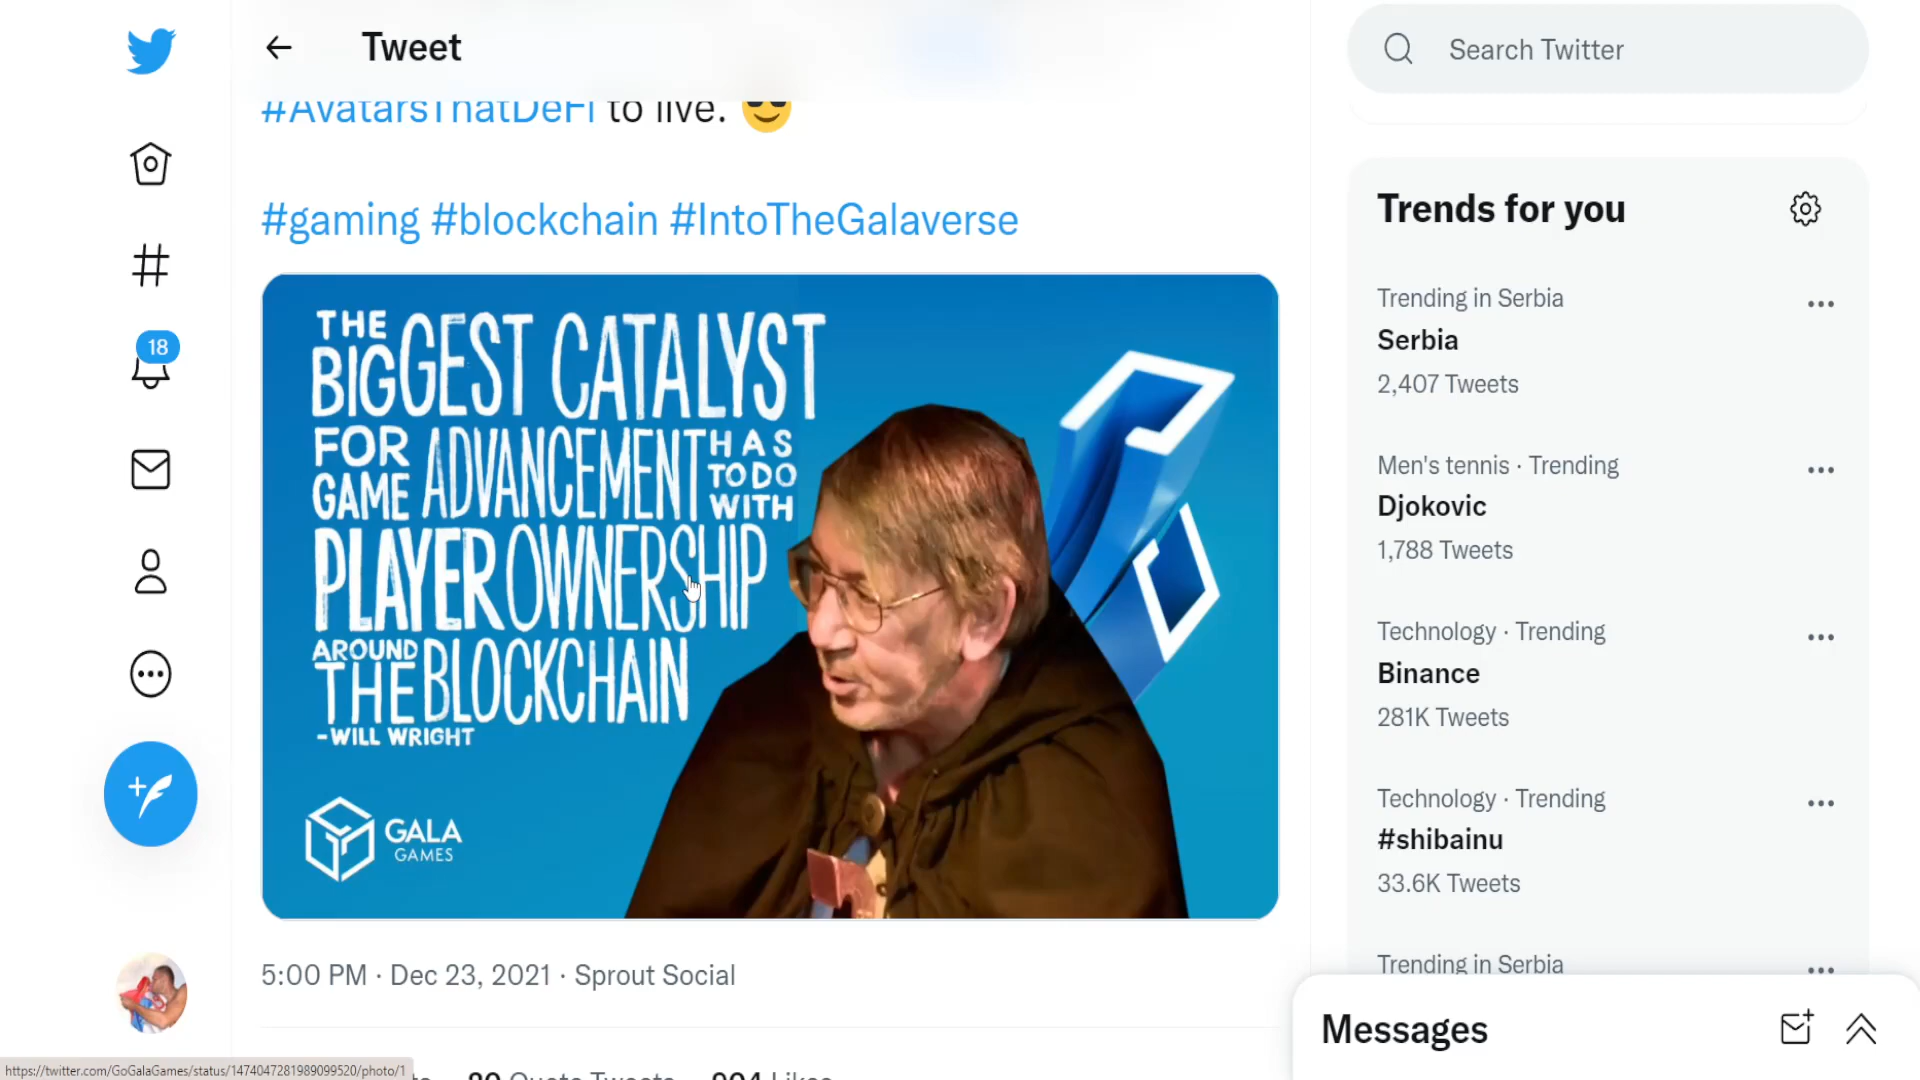 Tweet
Search Twitter
#AvatarsThatDeFi to live.
#gaming #blockchain #IntoTheGalaverse
THE
BIGGEST CATALYST
FOR
GAME ADVANCEMENT HAS
TO DO
WITH
PLAYER OWNERSHIP
AROUND
THE BLOCKCHAIN
-WILL WRIGHT
GALA
GAMES
5:00 PM · Dec 23, 2021 · Sprout Social
Quote Tweets
Likes
18
Trends for you
Trending in Serbia
Serbia
2,407 Tweets
Men's tennis · Trending
Djokovic
1,788 Tweets
Technology · Trending
Binance
281K Tweets
Technology · Trending
#shibainu
33.6K Tweets
Trending in Serbia
Messages
https://twitter.com/GoGalaGames/status/1474047281989099520/photo/1